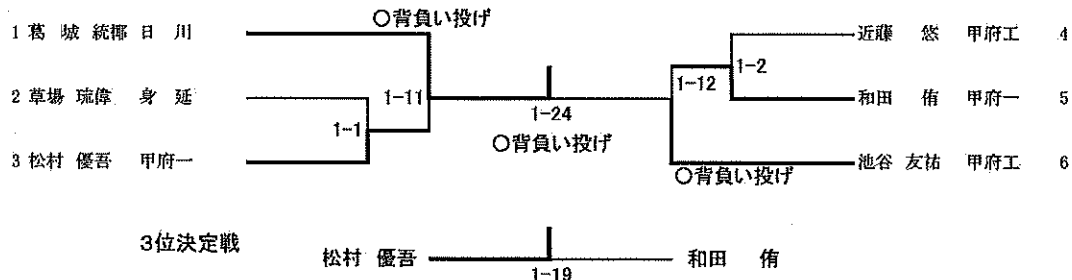 ○背負い投げ
1 葛城 統椰 日川
近藤 悠 甲府工 4
1-2
1-12
2 草場 琉偉 身延
1-11
和田 侑 甲府一 5
1-24
1-1
○背負い投げ
3 松村 優吾 甲府一
池谷 友祐 甲府工 6
○背負い投げ
3位決定戦
松村 優吾
和田 侑
1-19